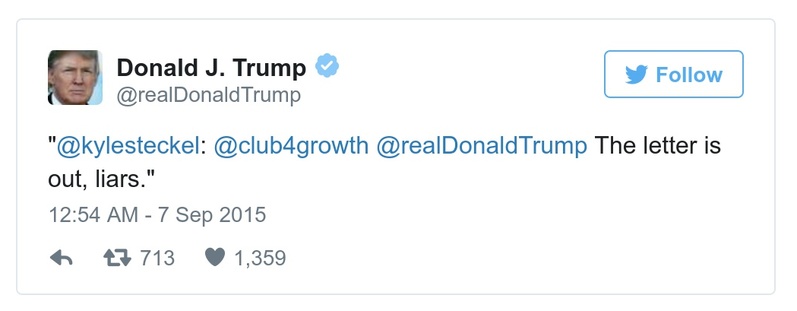 Donald J. Trump
@realDonaldTrump
Follow
"@kylesteckel: @club4growth @realDonaldTrump The letter is
out, liars."
12:54 AM - 7 Sep 2015
713 1,359